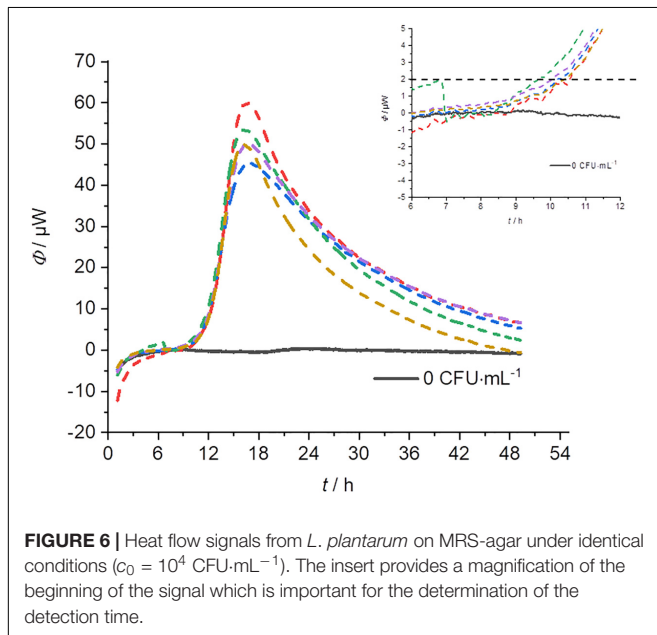 70
60
50
40
30
20
10
0
-10
-20
Φ / µW
0 6 12 18 24 30 36 42 48 54
t / h
0 CFU·mL⁻¹
5
4
3
2
1
0
-1
-2
-3
-4
5
Φ / µW
6 7 8 9 10 11 12
t / h
0 CFU·mL⁻¹
FIGURE 6 | Heat flow signals from L. plantarum on MRS-agar under identical
conditions (c₀ = 10⁴ CFU·mL⁻¹). The insert provides a magnification of the
beginning of the signal which is important for the determination of the
detection time.